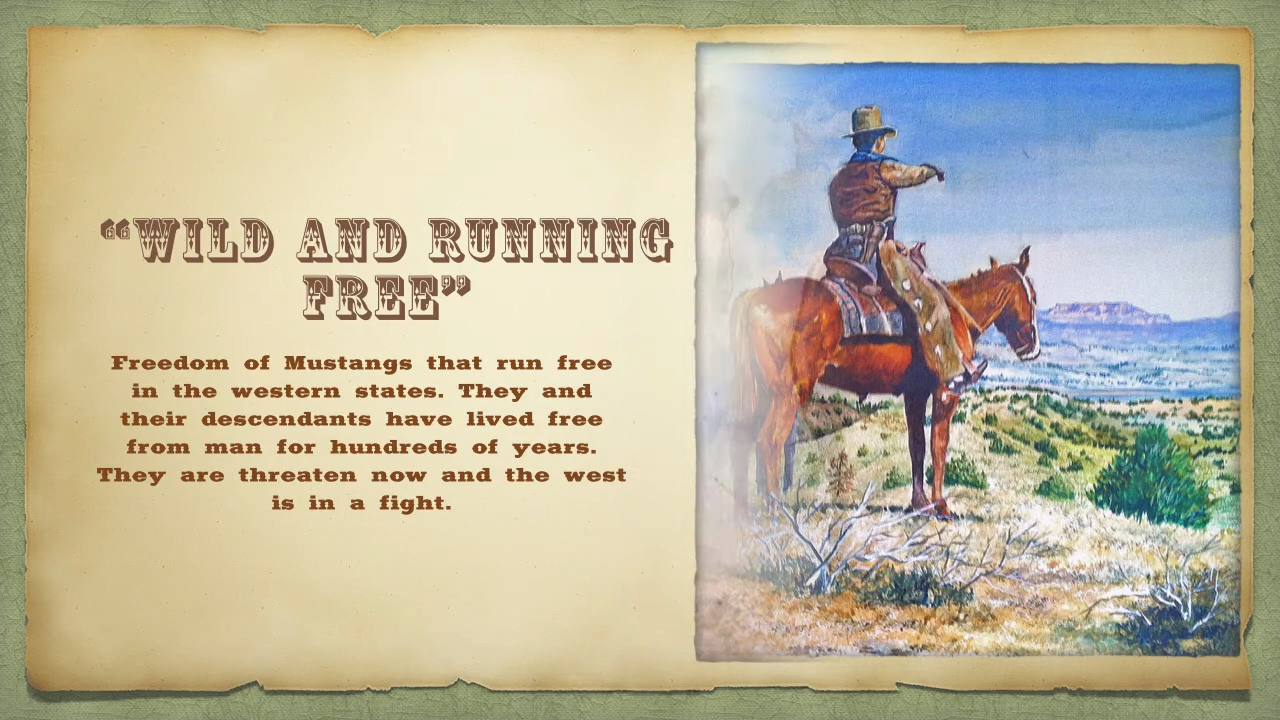 “WILD AND RUNNING
FREE”
Freedom of Mustangs that run free
in the western states. They and
their descendants have lived free
from man for hundreds of years.
They are threaten now and the west
is in a fight.